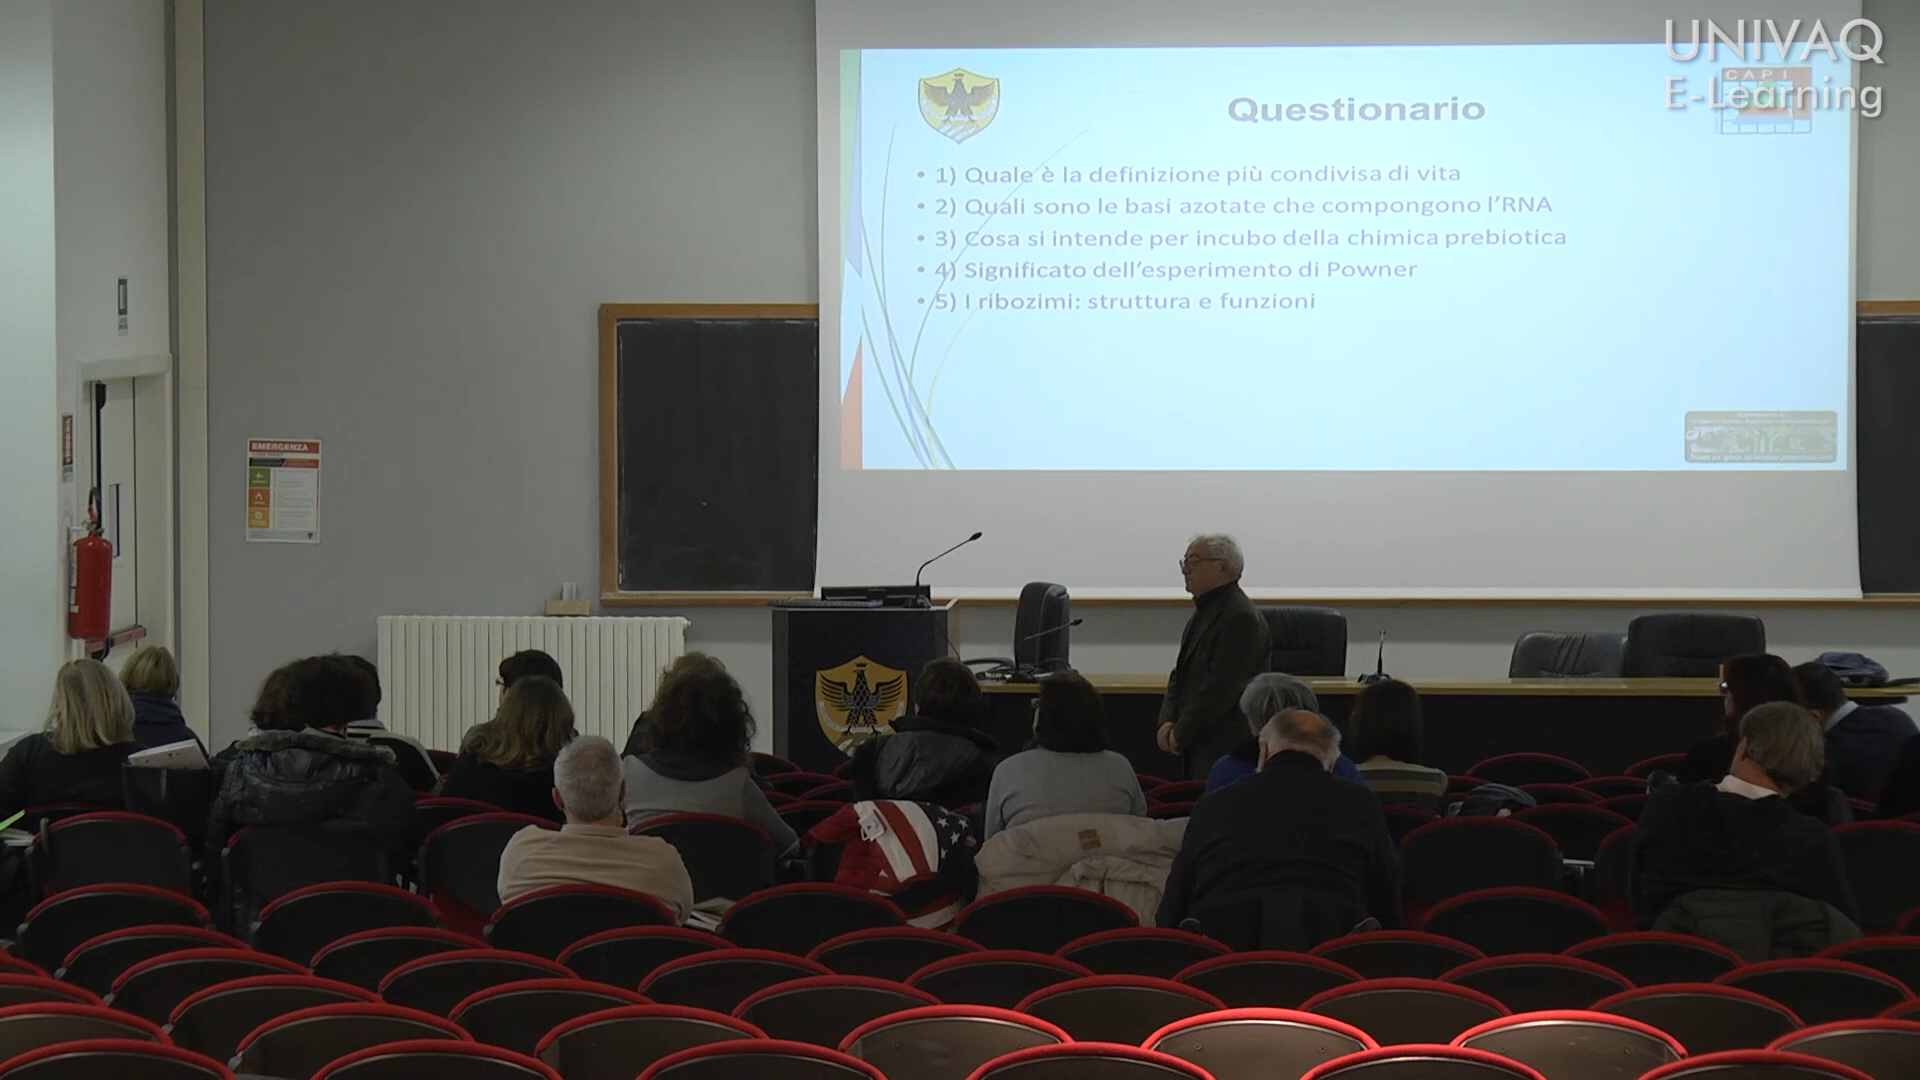 UNIVAQ
E-Learning
CAPI
Questionario
• 1) Quale è la definizione più condivisa di vita
• 2) Quali sono le basi azotate che compongono l'RNA
• 3) Cosa si intende per incubo della chimica prebiotica
• 4) Significato dell'esperimento di Powner
• 5) I ribozimi: struttura e funzioni
EMERGENZA